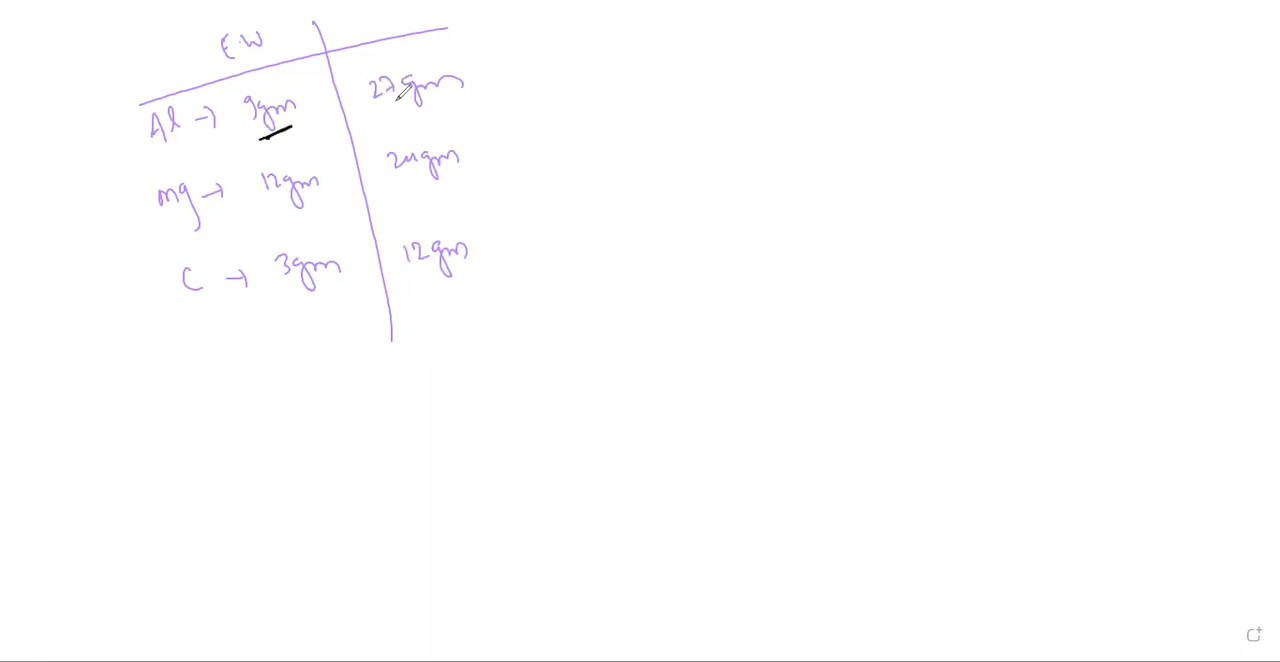 E.W
Al → 9gm 27gm
mg → 12gm 24gm
C → 3gm 12gm